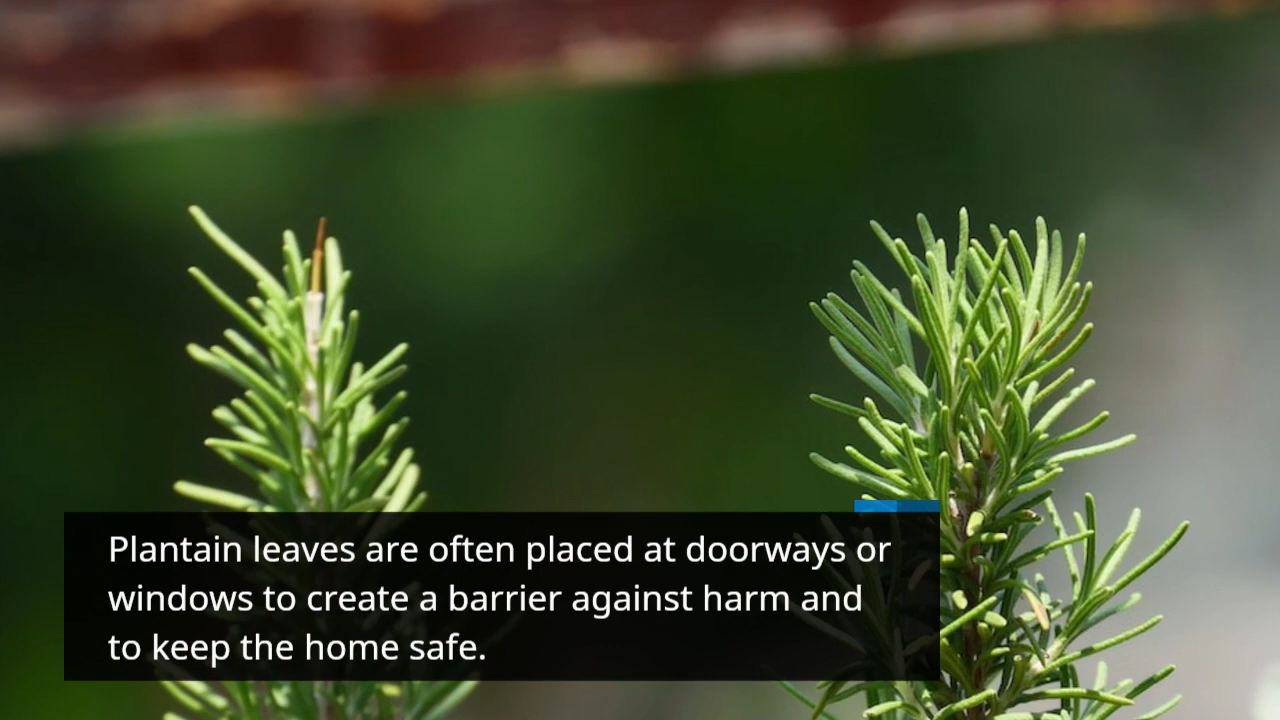 Plantain leaves are often placed at doorways or
windows to create a barrier against harm and
to keep the home safe.